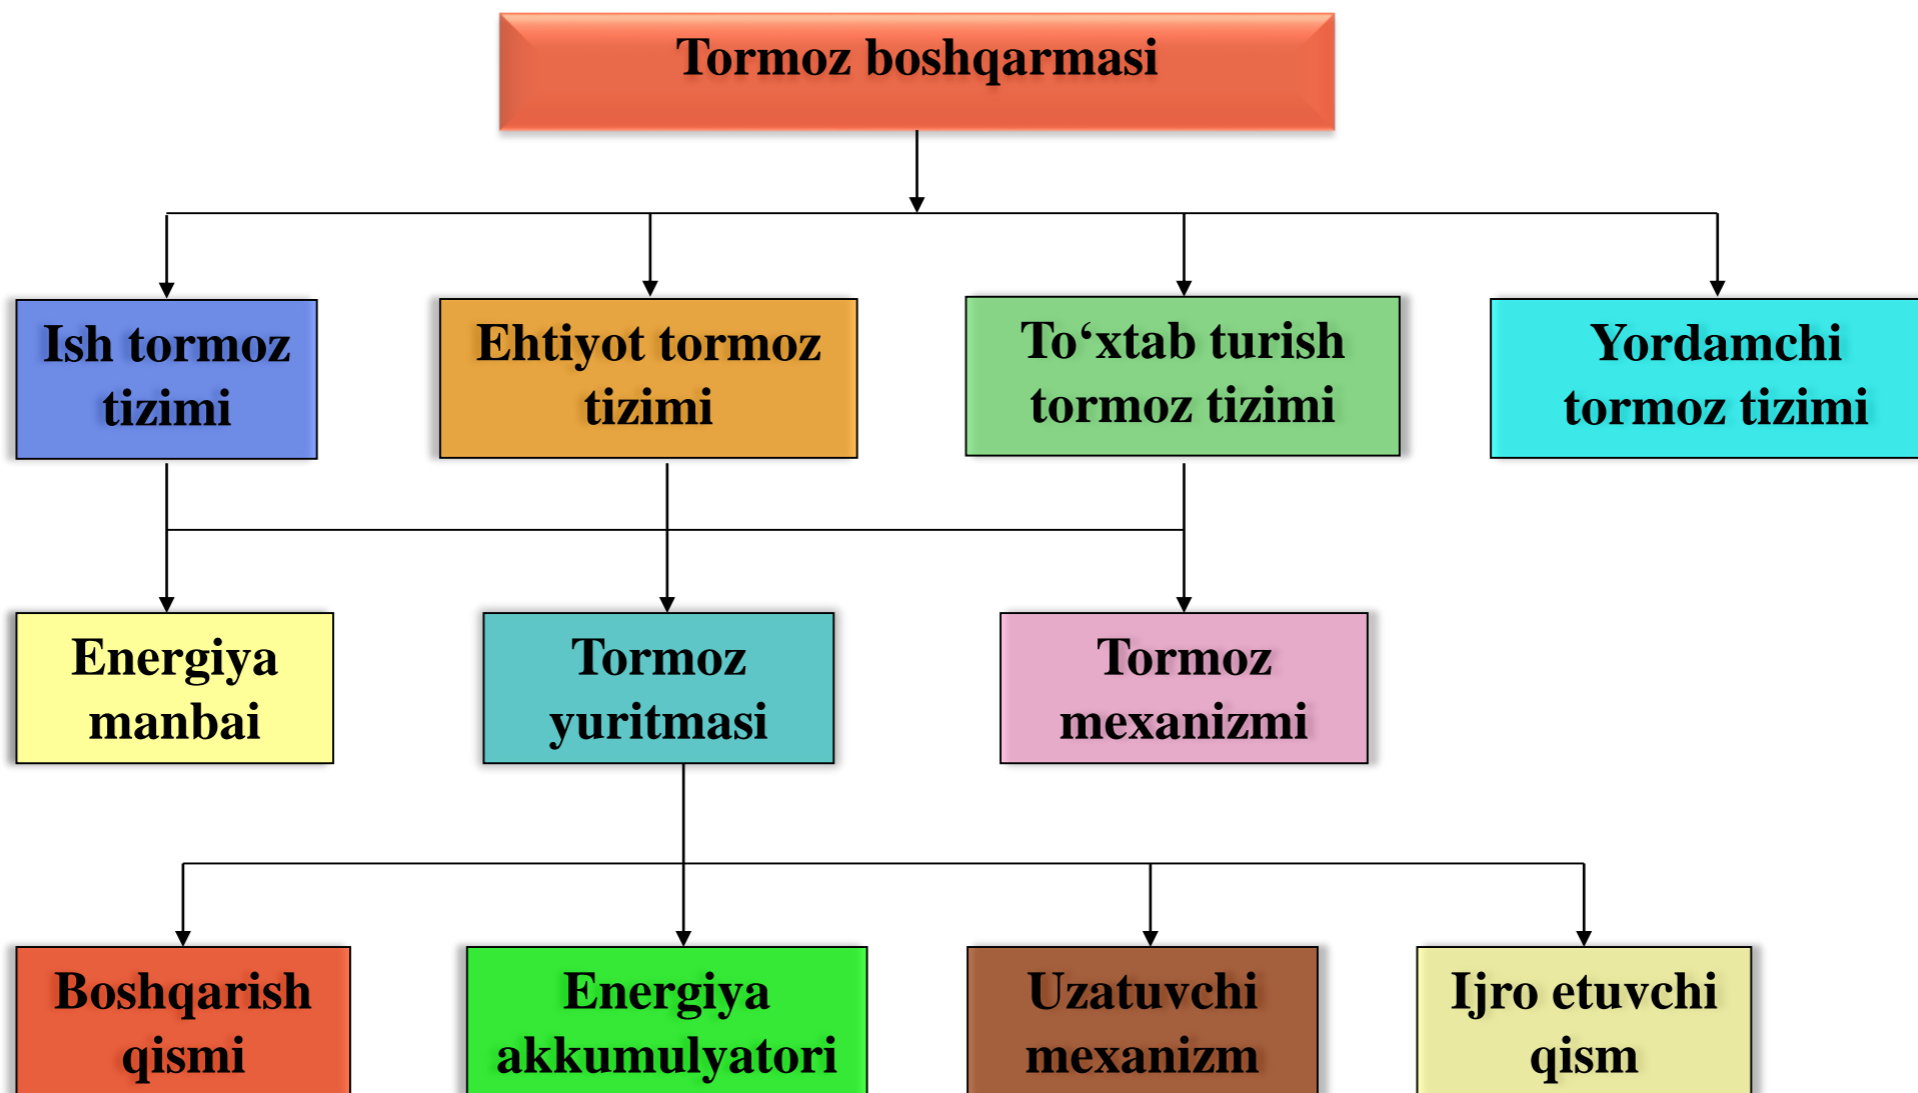 Tormoz boshqarmasi
Ish tormoz
tizimi
Ehtiyot tormoz
tizimi
To‘xtab turish
tormoz tizimi
Yordamchi
tormoz tizimi
Energiya
manbai
Tormoz
yuritmasi
Tormoz
mexanizmi
Boshqarish
qismi
Energiya
akkumulyatori
Uzatuvchi
mexanizm
Ijro etuvchi
qism